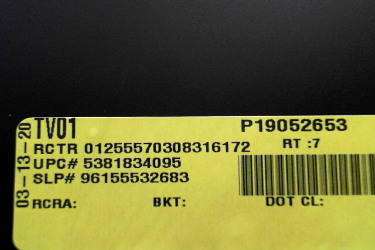 TV01 P19052653
RCTR 01255570308316172 RT :7
UPC# 5381834095
SLP# 96155532683
RCRA: BKT: DOT CL:
03-13-20